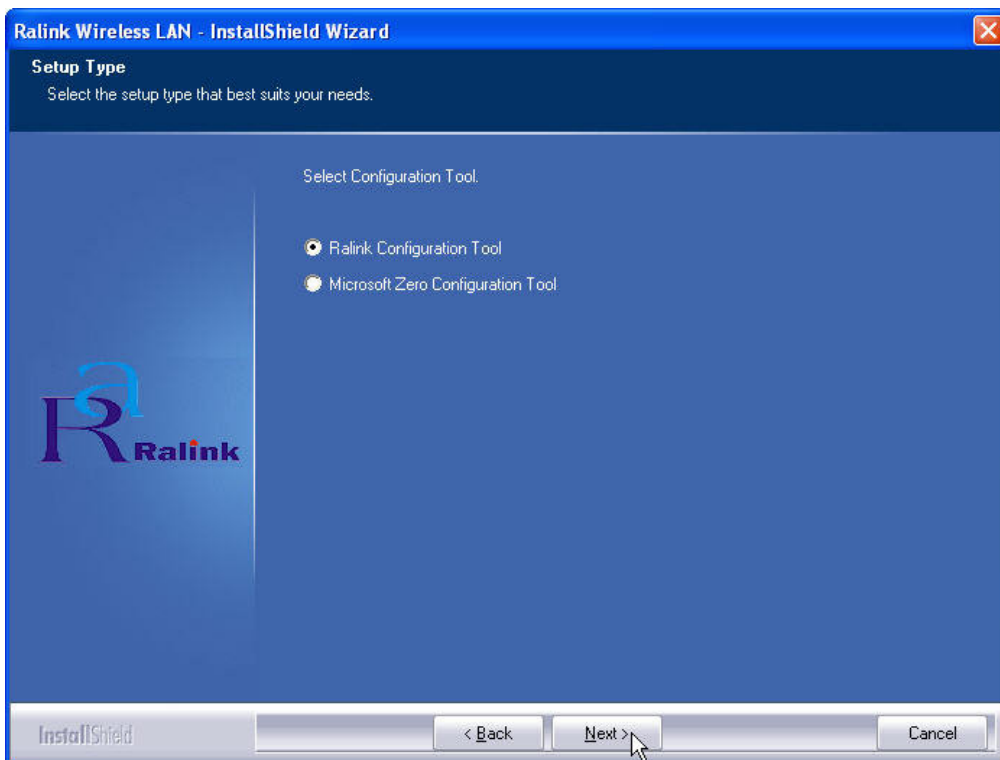 Ralink Wireless LAN - InstallShield Wizard
Setup Type
Select the setup type that best suits your needs.
Select Configuration Tool.
Ralink Configuration Tool
Microsoft Zero Configuration Tool
Ra
Ralink
InstallShield
< Back
Next >
Cancel